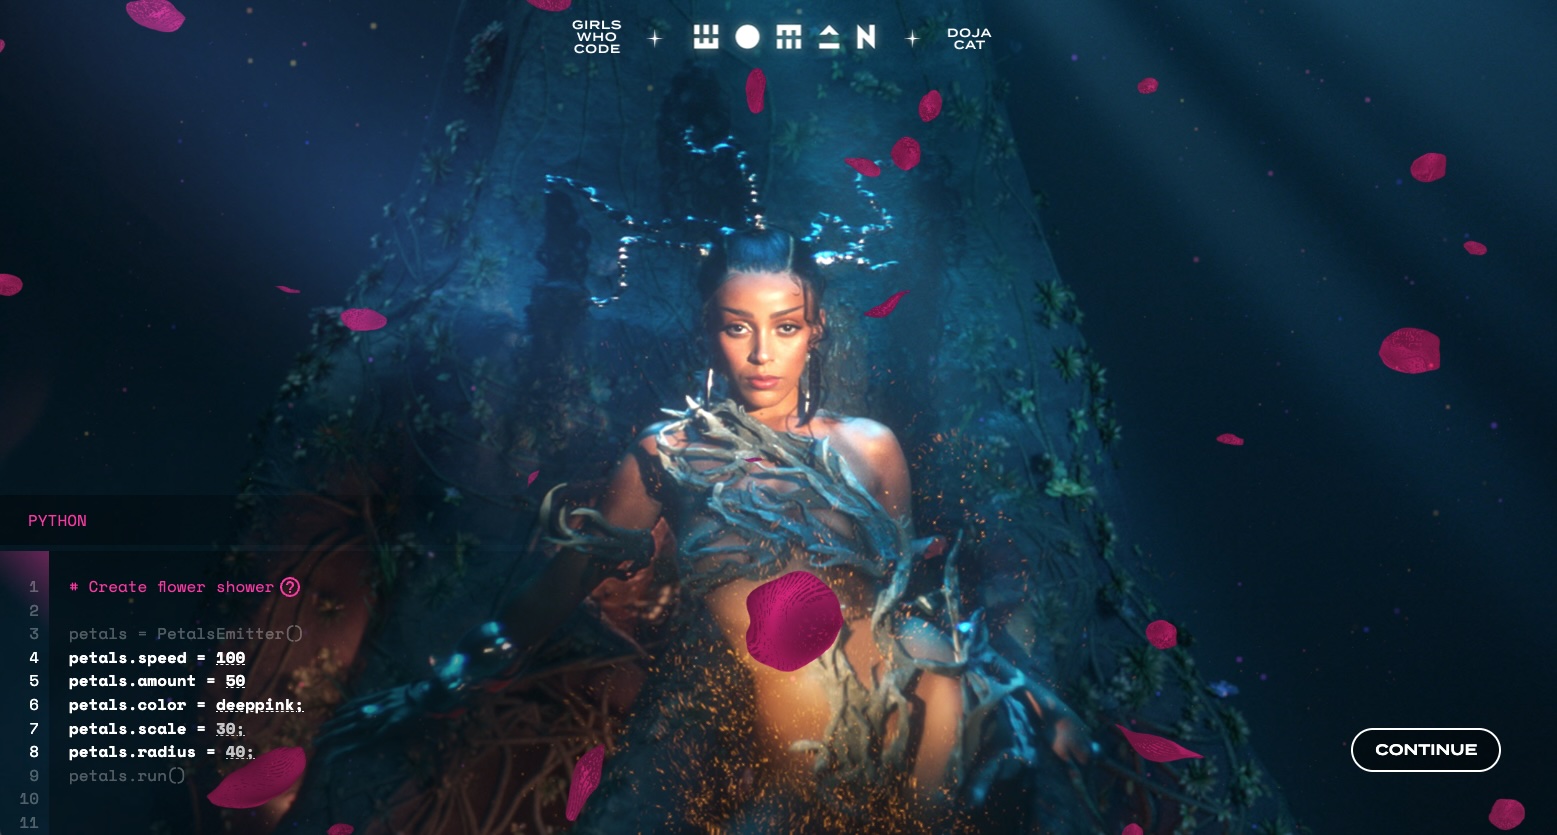 GIRLS
WHO
CODE
WOMAN
DOJA
CAT
PYTHON
1 # Create flower shower ?
2
3 petals = PetalsEmitter()
4 petals.speed = 100
5 petals.amount = 50
6 petals.color = deeppink;
7 petals.scale = 30;
8 petals.radius = 40;
9 petals.run()
10
11
CONTINUE